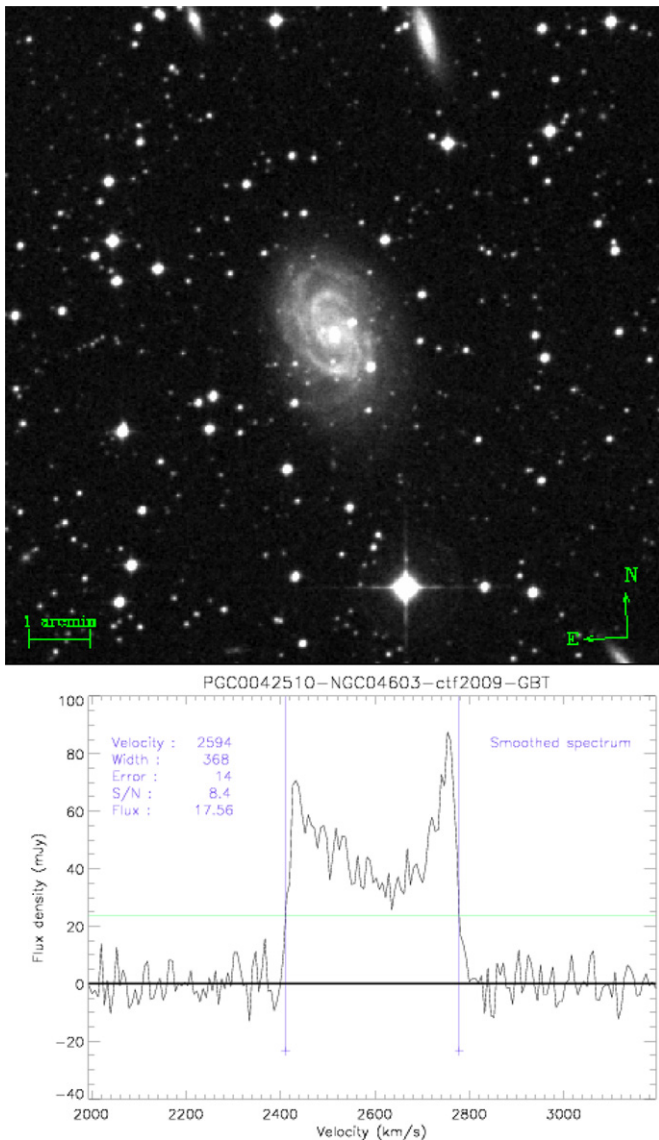 1 arcmin
N
E
PGC0042510-NGC04603-ctf2009-GBT
Velocity : 2594
Width : 368
Error : 14
S/N : 8.4
Flux : 17.56
Smoothed spectrum
Flux density (mJy)
100
80
60
40
20
0
-20
-40
2000 2200 2400 2600 2800 3000
Velocity (km/s)